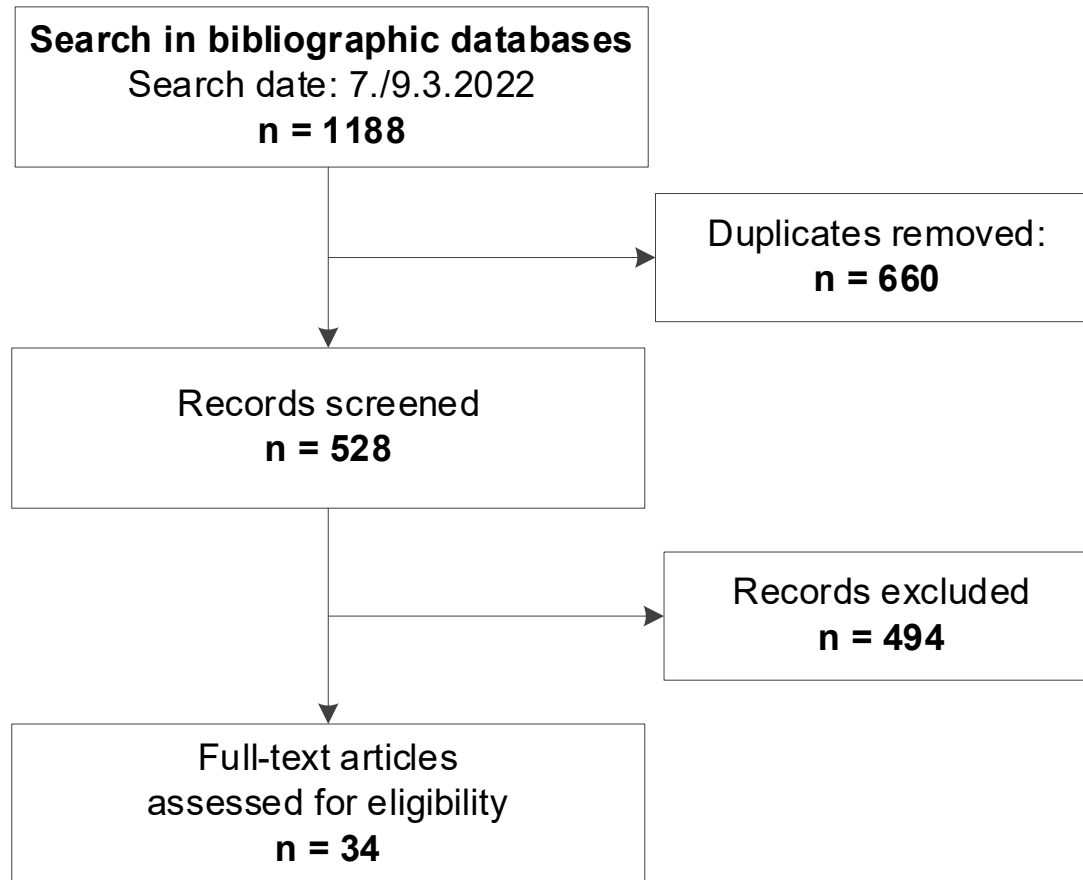 Search in bibliographic databases
Search date: 7./9.3.2022
n = 1188
Duplicates removed:
n = 660
Records screened
n = 528
Records excluded
n = 494
Full-text articles
assessed for eligibility
n = 34